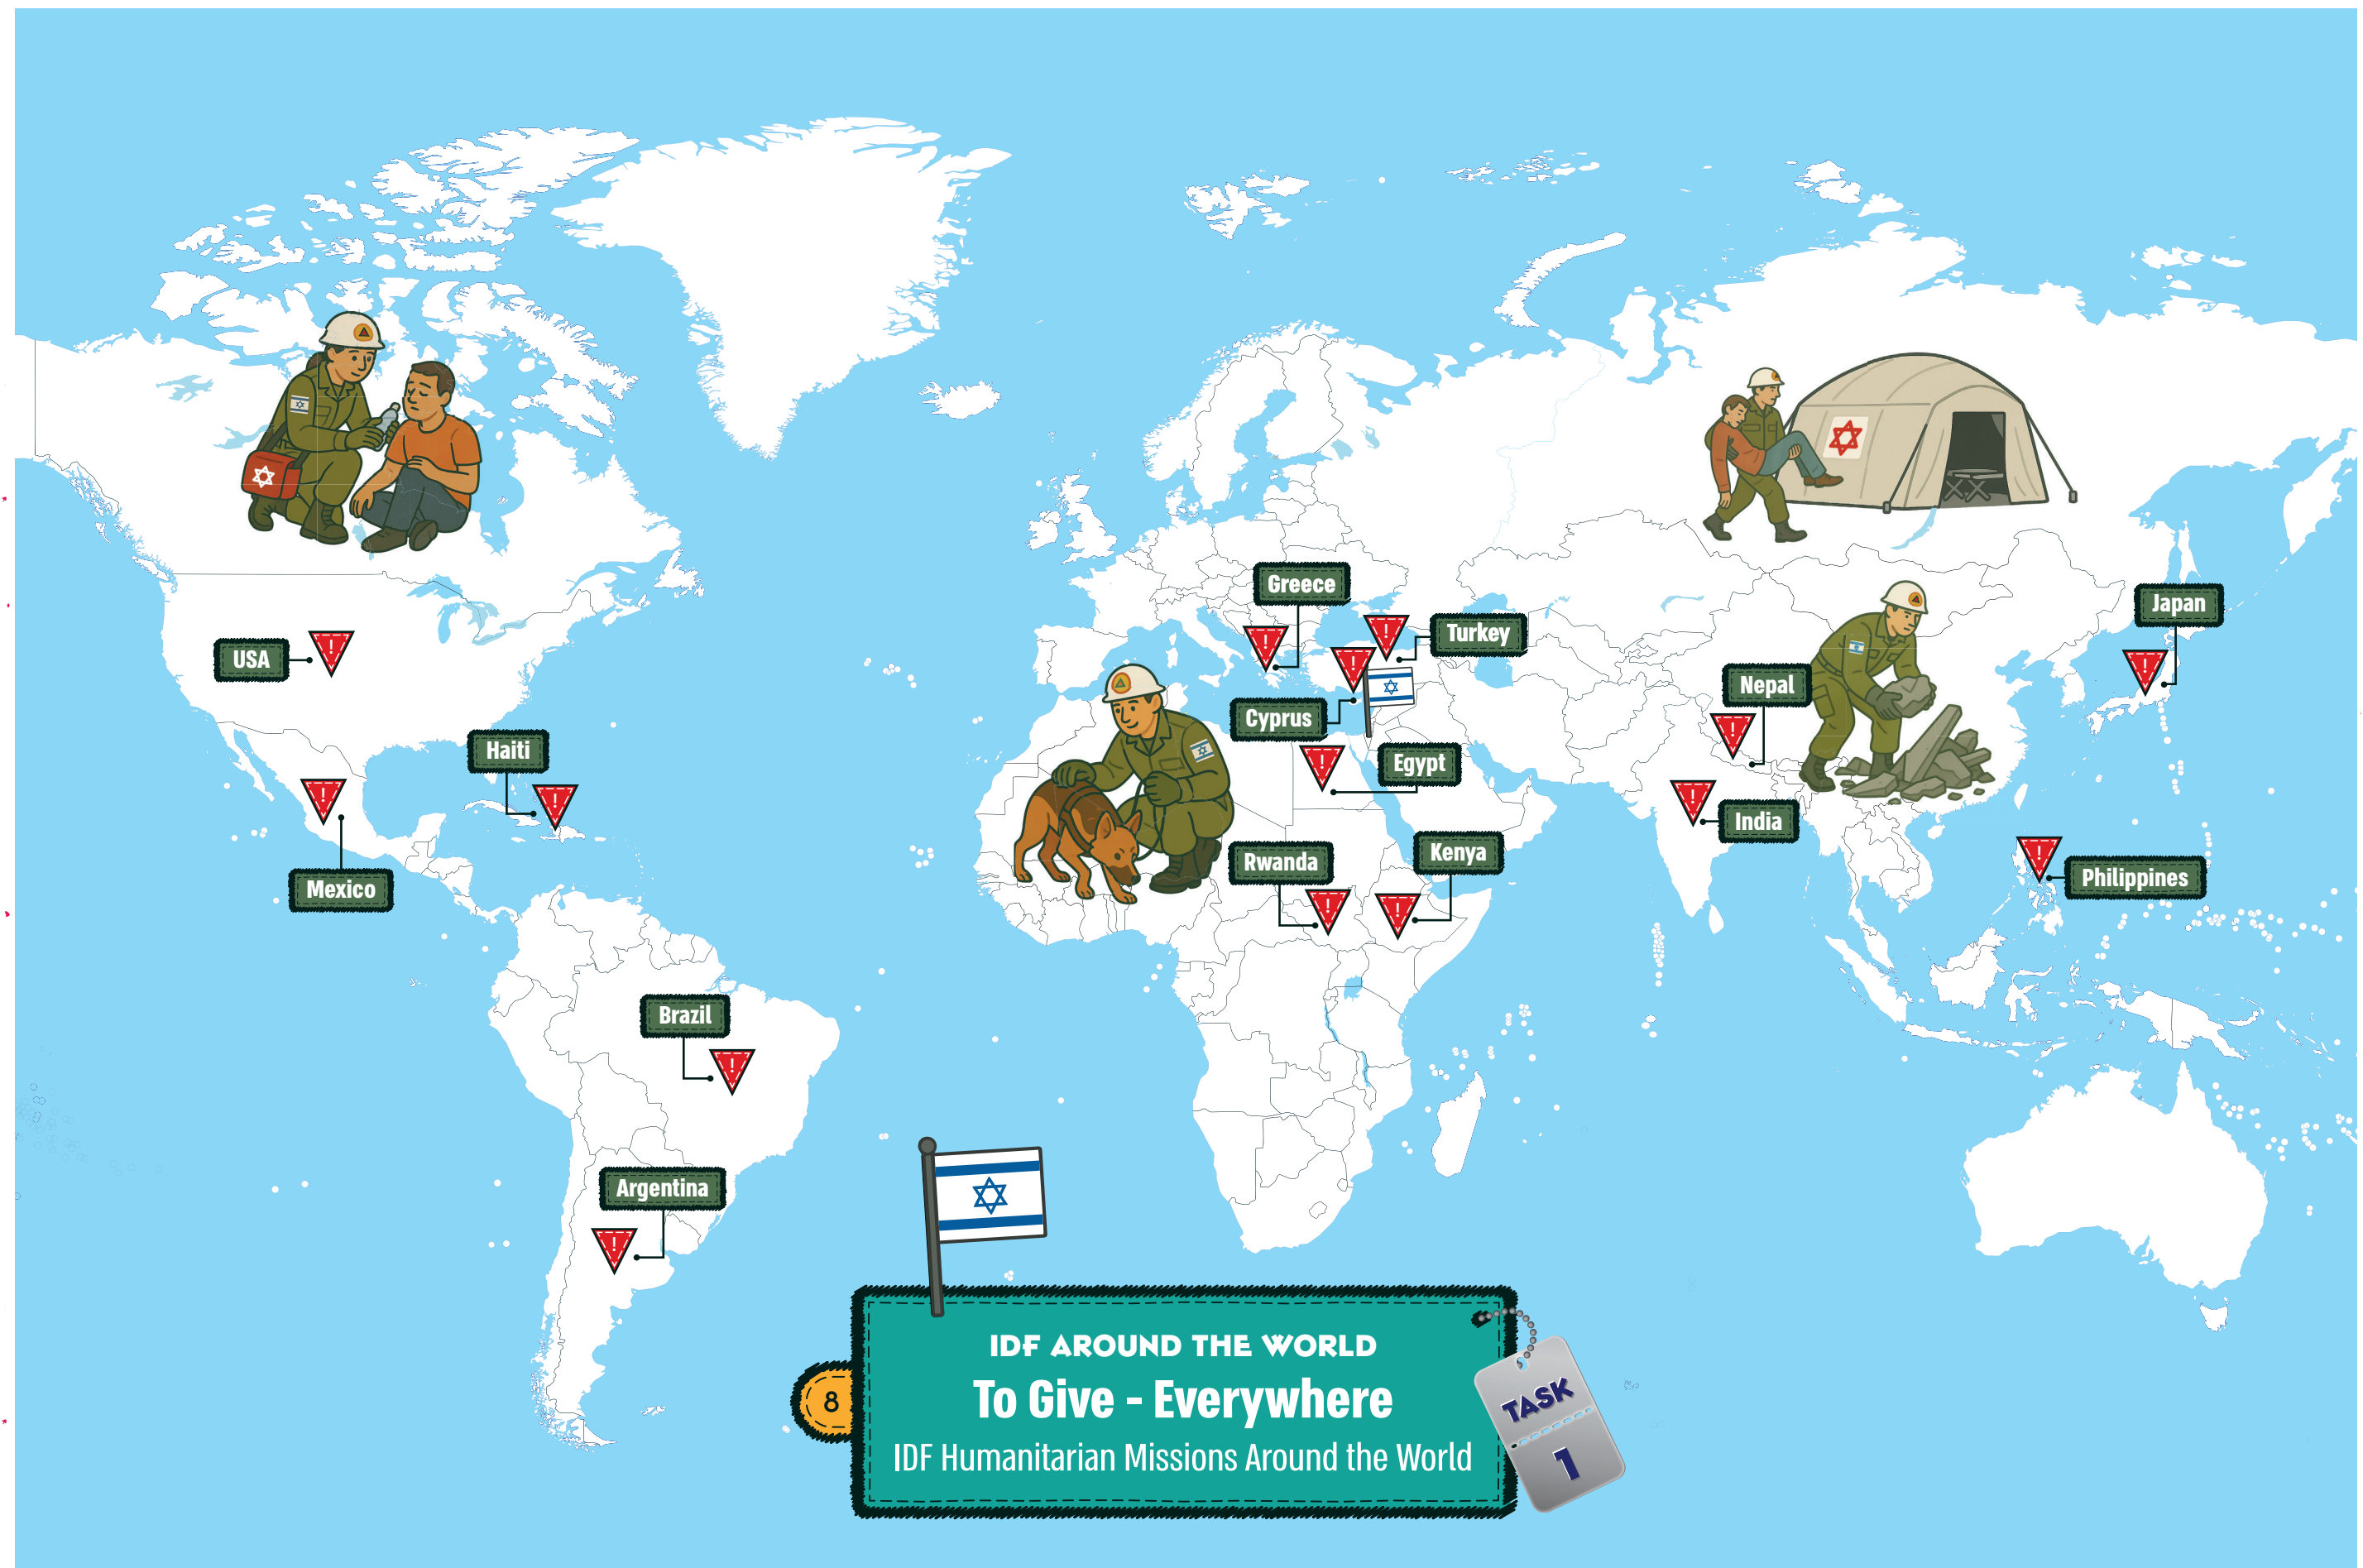 Greece
Japan
Turkey
USA
Nepal
Cyprus
Haiti
Egypt
India
Kenya
Rwanda
Philippines
Mexico
Brazil
Argentina
IDF AROUND THE WORLD
To Give - Everywhere
IDF Humanitarian Missions Around the World
8
TASK
1